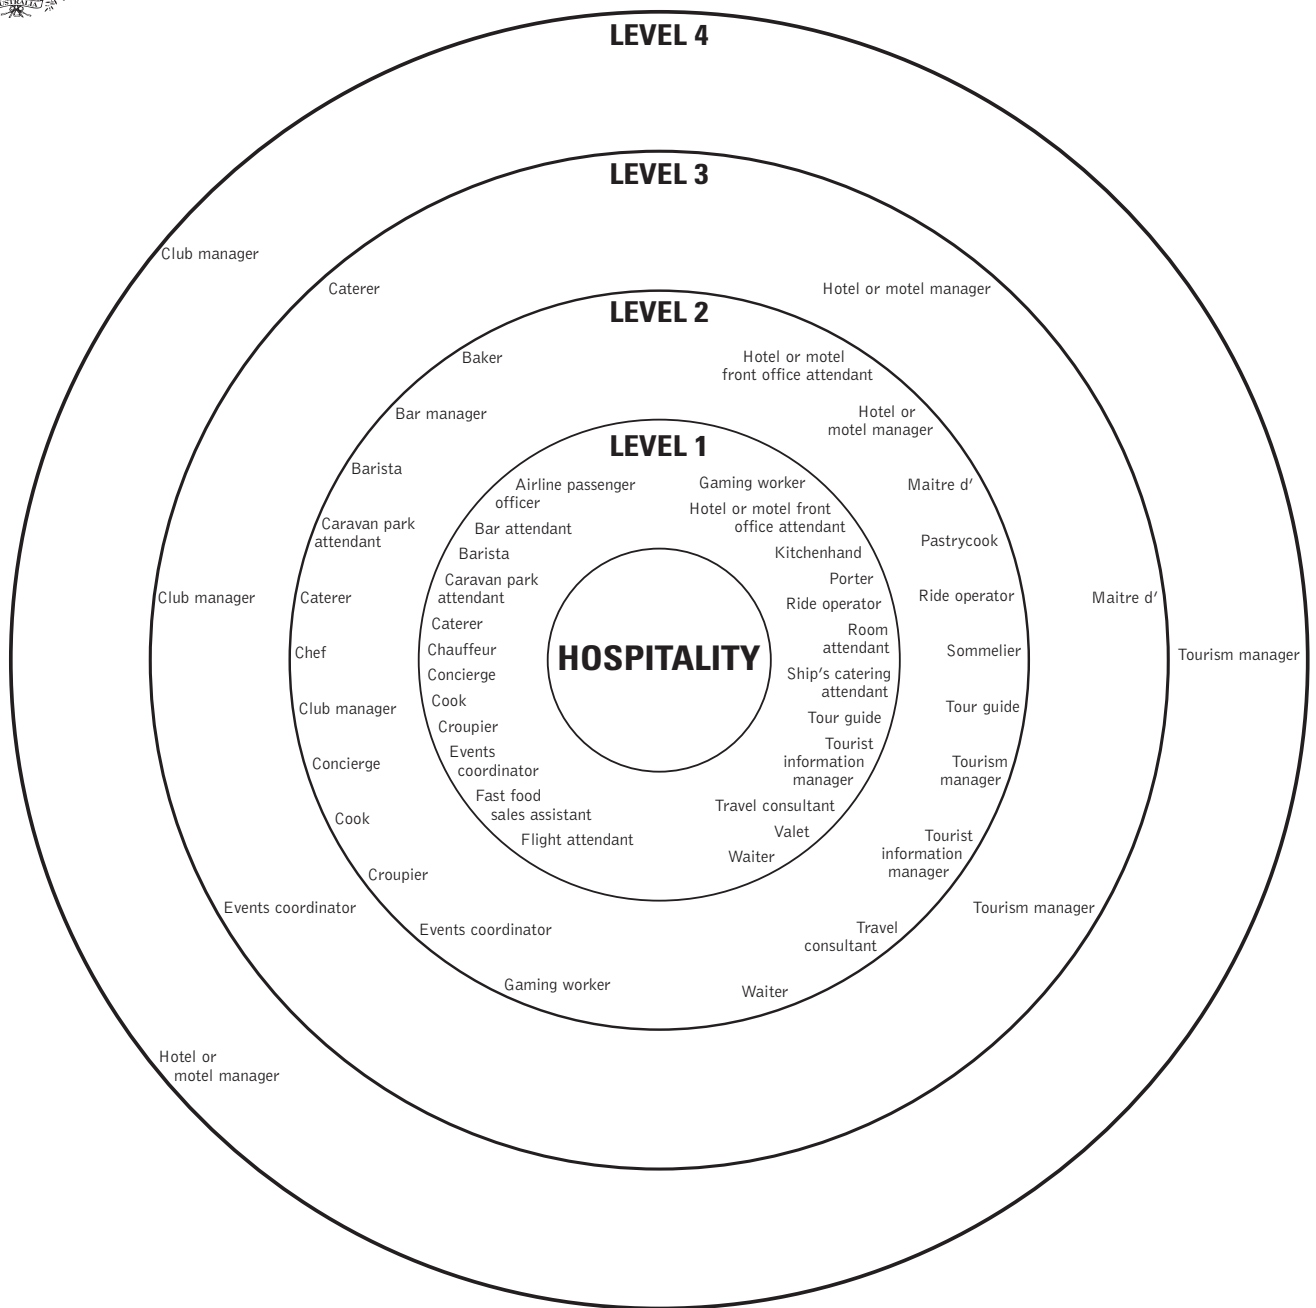 AUSTRALIA
LEVEL 4
Club manager
Tourism manager
Hotel or
motel manager
LEVEL 3
Caterer
Club manager
Events coordinator
Hotel or motel manager
Maitre d'
Tourism manager
LEVEL 2
Baker
Bar manager
Barista
Caravan park
attendant
Caterer
Chef
Club manager
Concierge
Cook
Croupier
Events coordinator
Gaming worker
Hotel or motel
front office attendant
Hotel or
motel manager
Maitre d'
Pastrycook
Ride operator
Sommelier
Tour guide
Tourism
manager
Tourist
information
manager
Travel
consultant
Waiter
LEVEL 1
Airline passenger
officer
Bar attendant
Barista
Caravan park
attendant
Caterer
Chauffeur
Concierge
Cook
Croupier
Events
coordinator
Fast food
sales assistant
Flight attendant
Gaming worker
Hotel or motel front
office attendant
Kitchenhand
Porter
Ride operator
Room
attendant
Ship's catering
attendant
Tour guide
Tourist
information
manager
Travel consultant
Valet
Waiter
HOSPITALITY